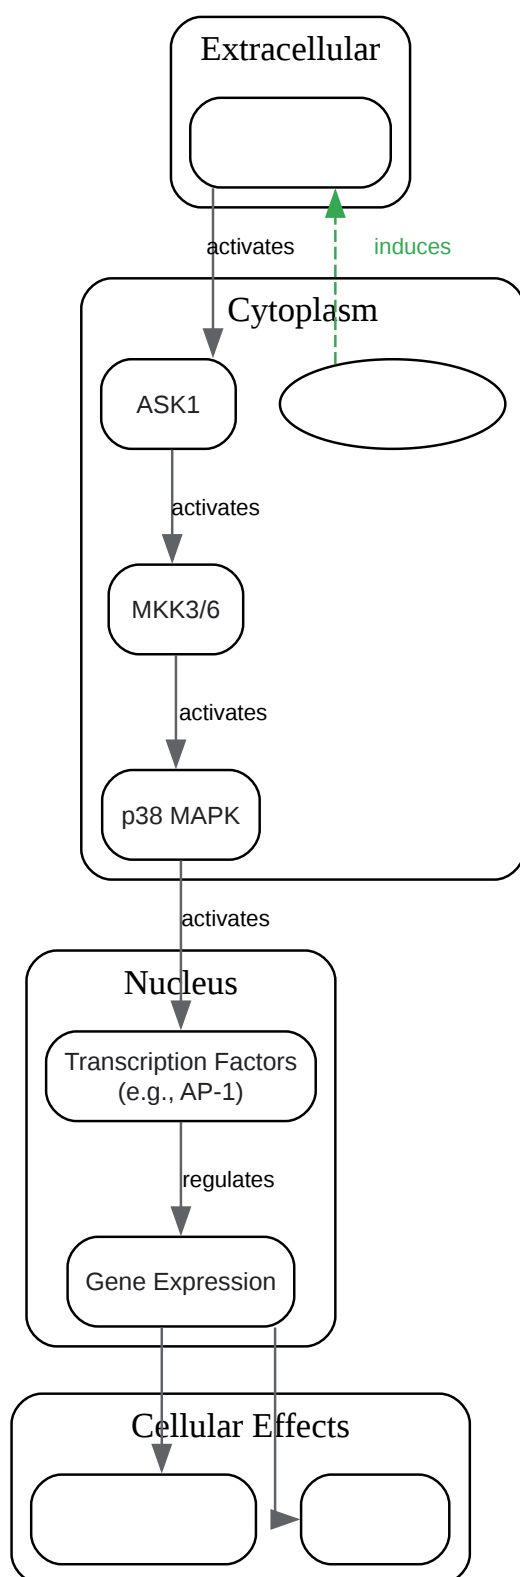 Extracellular
activates
induces
Cytoplasm
ASK1
activates
MKK3/6
activates
p38 MAPK
activates
Nucleus
Transcription Factors
(e.g., AP-1)
regulates
Gene Expression
Cellular Effects